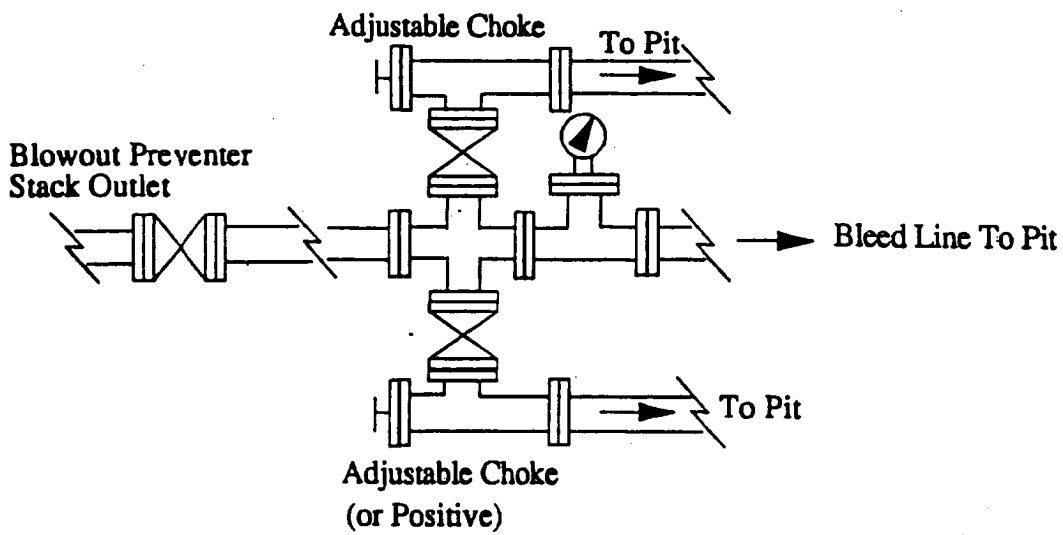 Adjustable Choke
To Pit
Blowout Preventer
Stack Outlet
Bleed Line To Pit
To Pit
Adjustable Choke
(or Positive)